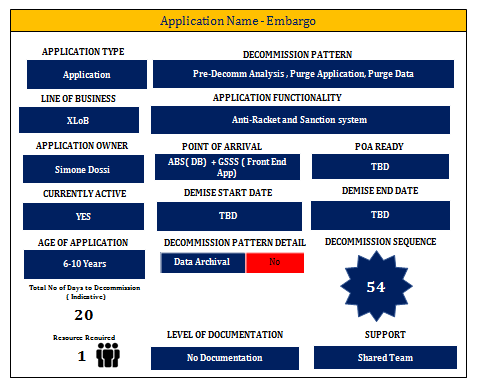 Application Name - Embargo
APPLICATION TYPE
DECOMMISSION PATTERN
Application
Pre-Decomm Analysis , Purge Application, Purge Data
LINE OF BUSINESS
APPLICATION FUNCTIONALITY
XLoB
Anti-Racket and Sanction system
APPLICATION OWNER
POINT OF ARRIVAL
POA READY
Simone Dossi
ABS( DB) + GSSS ( Front End
App)
TBD
CURRENTLY ACTIVE
DEMISE START DATE
DEMISE END DATE
YES
TBD
TBD
AGE OF APPLICATION
DECOMMISSION PATTERN DETAIL
DECOMMISSION SEQUENCE
6-10 Years
Data Archival
No
54
Total No of Days to Decommission
( Indicative)
20
Resource Required
1
LEVEL OF DOCUMENTATION
SUPPORT
No Documentation
Shared Team